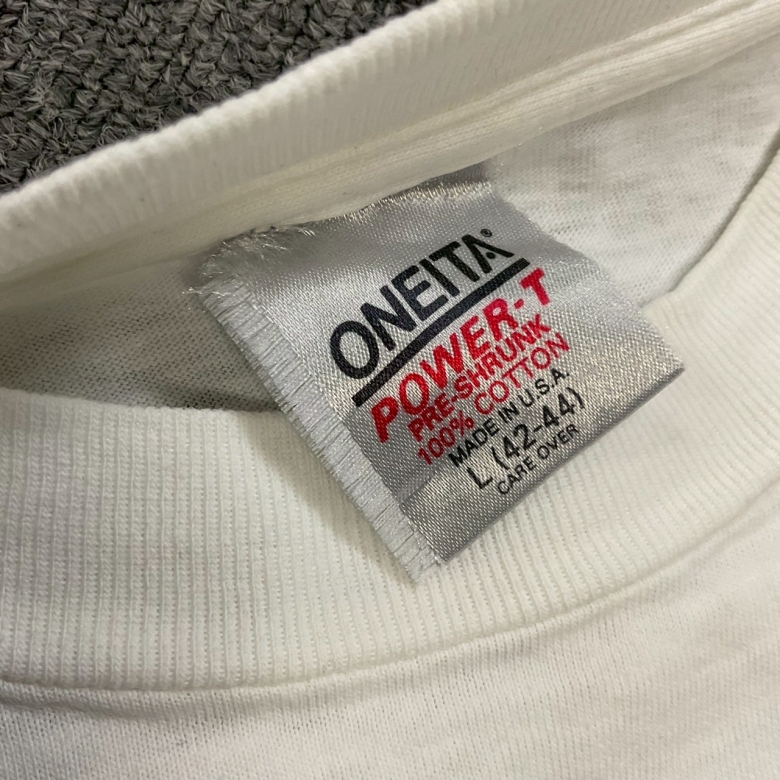 ONEITA®
POWER-T
PRE-SHRUNK
100% COTTON
MADE IN U.S.A.
L (42-44)
CARE OVER